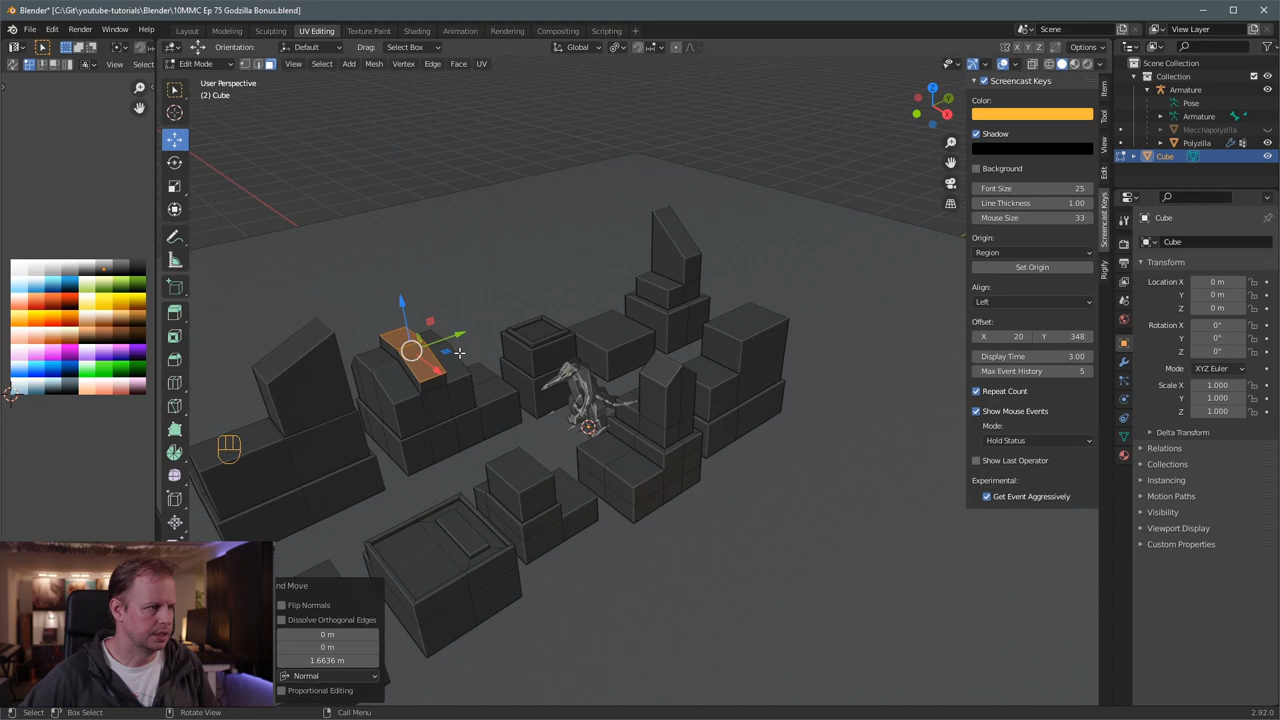 Blender* [C:\Git\youtube-tutorials\Blender\10MMC Ep 75 Godzilla Bonus.blend]
File Edit Render Window Help Layout Modeling Sculpting UV Editing Texture Paint Shading Animation Rendering Compositing Scripting Scene View Layer
Orientation: Default Drag: Select Box Global X Y Z Options
View Select Edit Mode View Select Add Mesh Vertex Edge Face UV
User Perspective
(2) Cube
Z
Y
X
Screencast Keys
Color:
Shadow
Background
Font Size 25
Line Thickness 1.00
Mouse Size 33
Origin:
Region
Set Origin
Align:
Left
Offset:
X 20 Y 348
Display Time 3.00
Max Event History 5
Repeat Count
Show Mouse Events
Mode:
Hold Status
Show Last Operator
Experimental:
Get Event Aggressively
Item
Tool
View
Edit
Screencast Keys
Rigify
Scene Collection
Collection
Armature
Pose
Armature
Mecchapolyzilla
Polyzilla
Cube
Cube
Cube
Transform
Location X 0 m
Y 0 m
Z 0 m
Rotation X 0°
Y 0°
Z 0°
Mode XYZ Euler
Scale X 1.000
Y 1.000
Z 1.000
Delta Transform
Relations
Collections
Instancing
Motion Paths
Visibility
Viewport Display
Custom Properties
nd Move
Flip Normals
Dissolve Orthogonal Edges
0 m
0 m
1.6636 m
Normal
Proportional Editing
Select Box Select Rotate View Call Menu 2.92.0